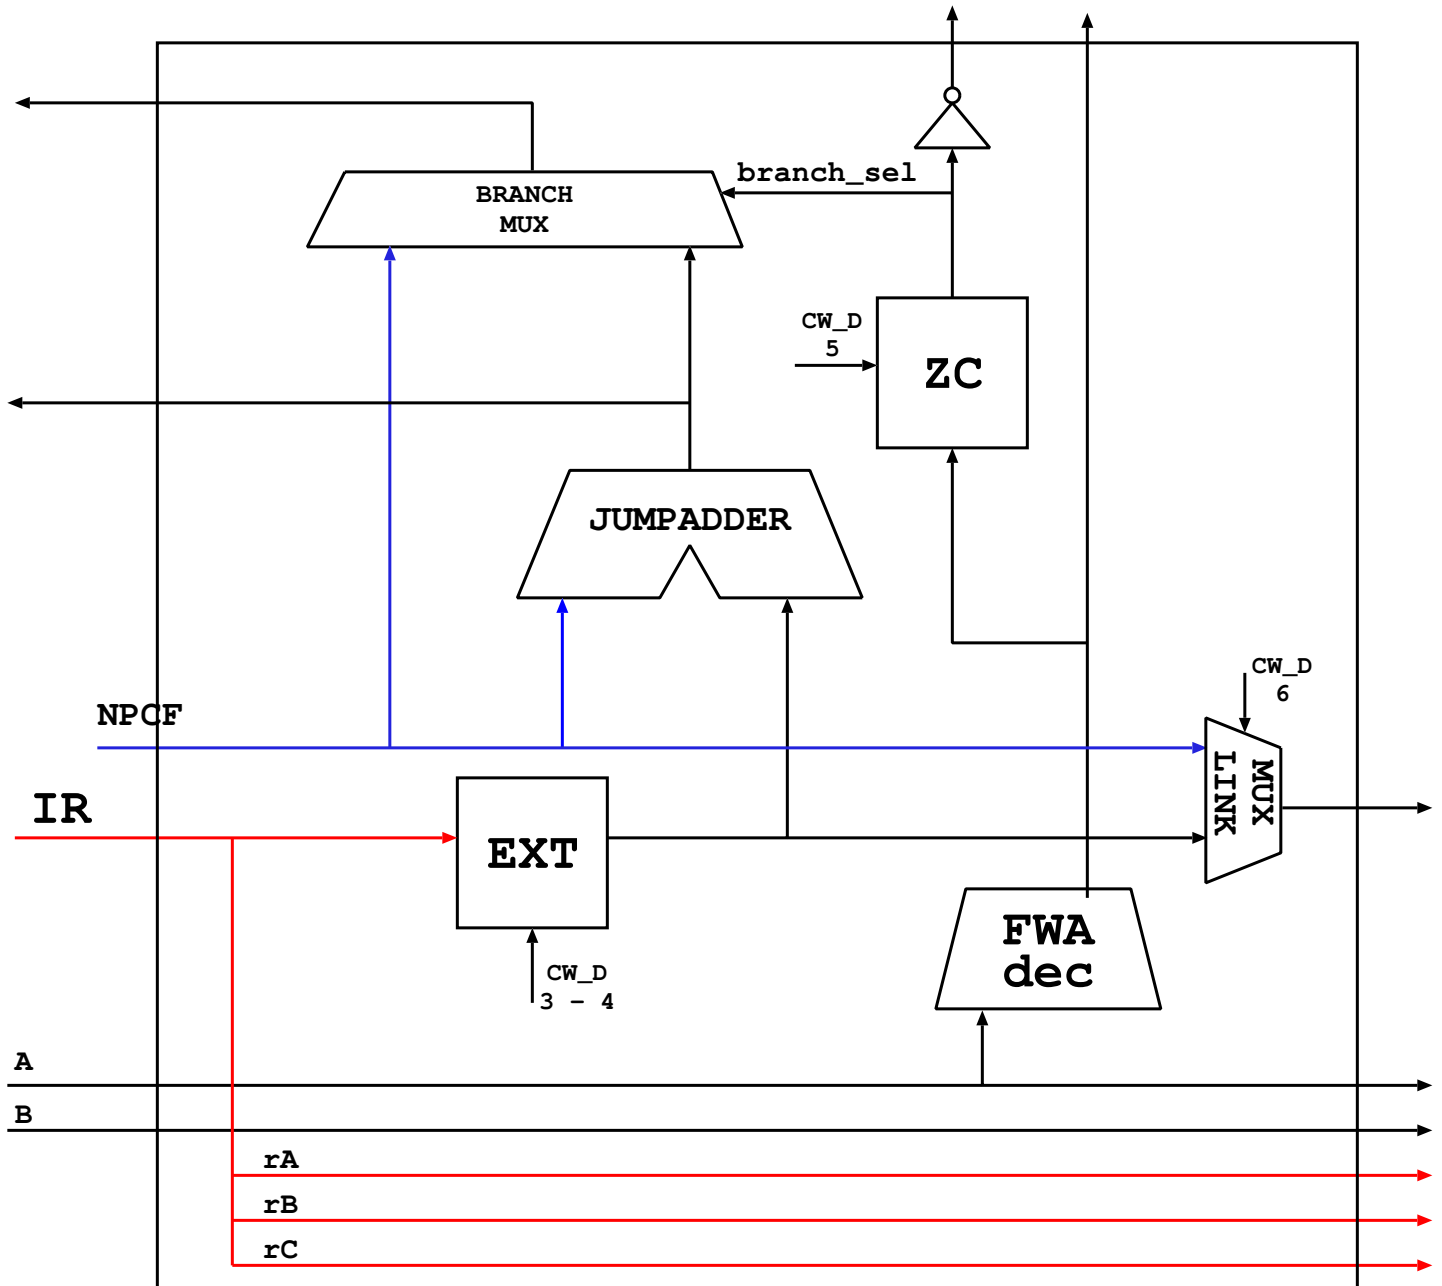 branch_sel
BRANCH
MUX
CW_D
5
ZC
JUMPADDER
CW_D
6
NPCF
MUX
LINK
IR
EXT
FWA
dec
CW_D
3 - 4
A
B
rA
rB
rC